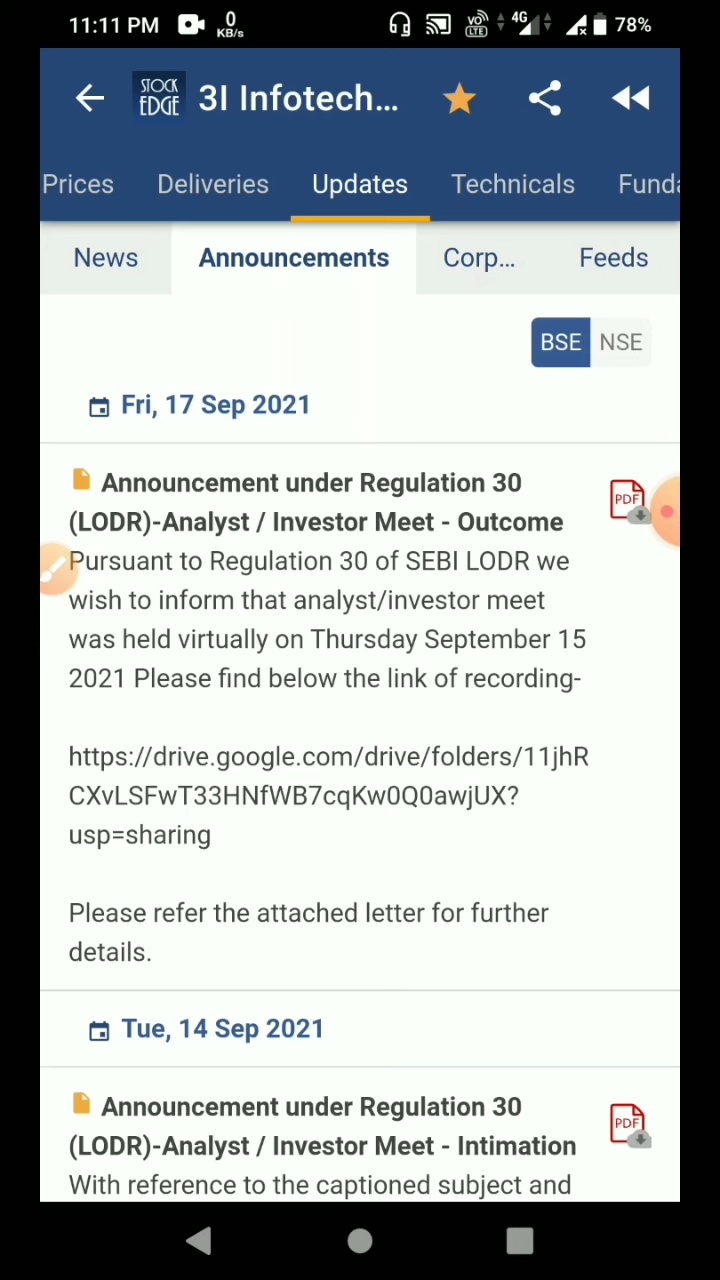 11:11 PM 0 KB/s VO LTE 4G 78%
STOCK EDGE 3I Infotech...
Prices Deliveries Updates Technicals Funda
News Announcements Corp... Feeds
BSE NSE
Fri, 17 Sep 2021
Announcement under Regulation 30
(LODR)-Analyst / Investor Meet - Outcome
PDF
Pursuant to Regulation 30 of SEBI LODR we
wish to inform that analyst/investor meet
was held virtually on Thursday September 15
2021 Please find below the link of recording-
https://drive.google.com/drive/folders/11jhR
CXvLSFwT33HNfWB7cqKw0Q0awjUX?
usp=sharing
Please refer the attached letter for further
details.
Tue, 14 Sep 2021
Announcement under Regulation 30
(LODR)-Analyst / Investor Meet - Intimation
PDF
With reference to the captioned subject and